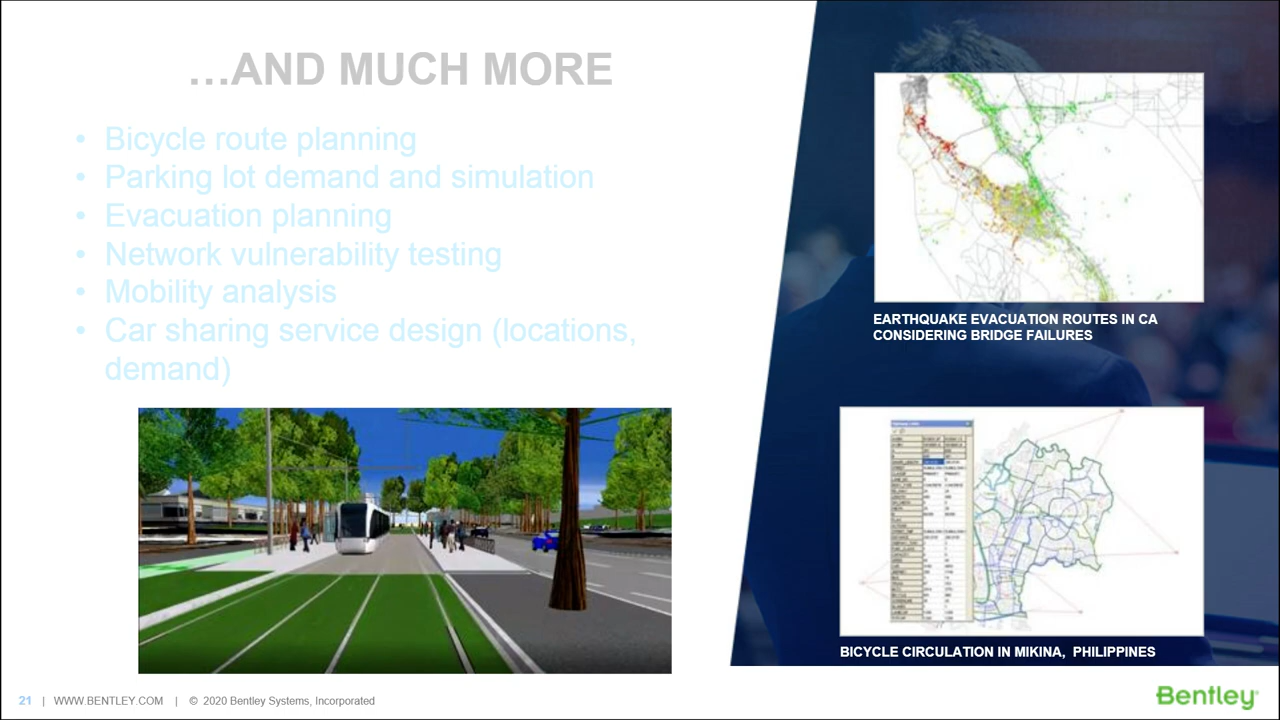 …AND MUCH MORE
• Bicycle route planning
• Parking lot demand and simulation
• Evacuation planning
• Network vulnerability testing
• Mobility analysis
• Car sharing service design (locations,
demand)
EARTHQUAKE EVACUATION ROUTES IN CA
CONSIDERING BRIDGE FAILURES
BICYCLE CIRCULATION IN MIKINA, PHILIPPINES
21 | WWW.BENTLEY.COM | © 2020 Bentley Systems, Incorporated
Bentley